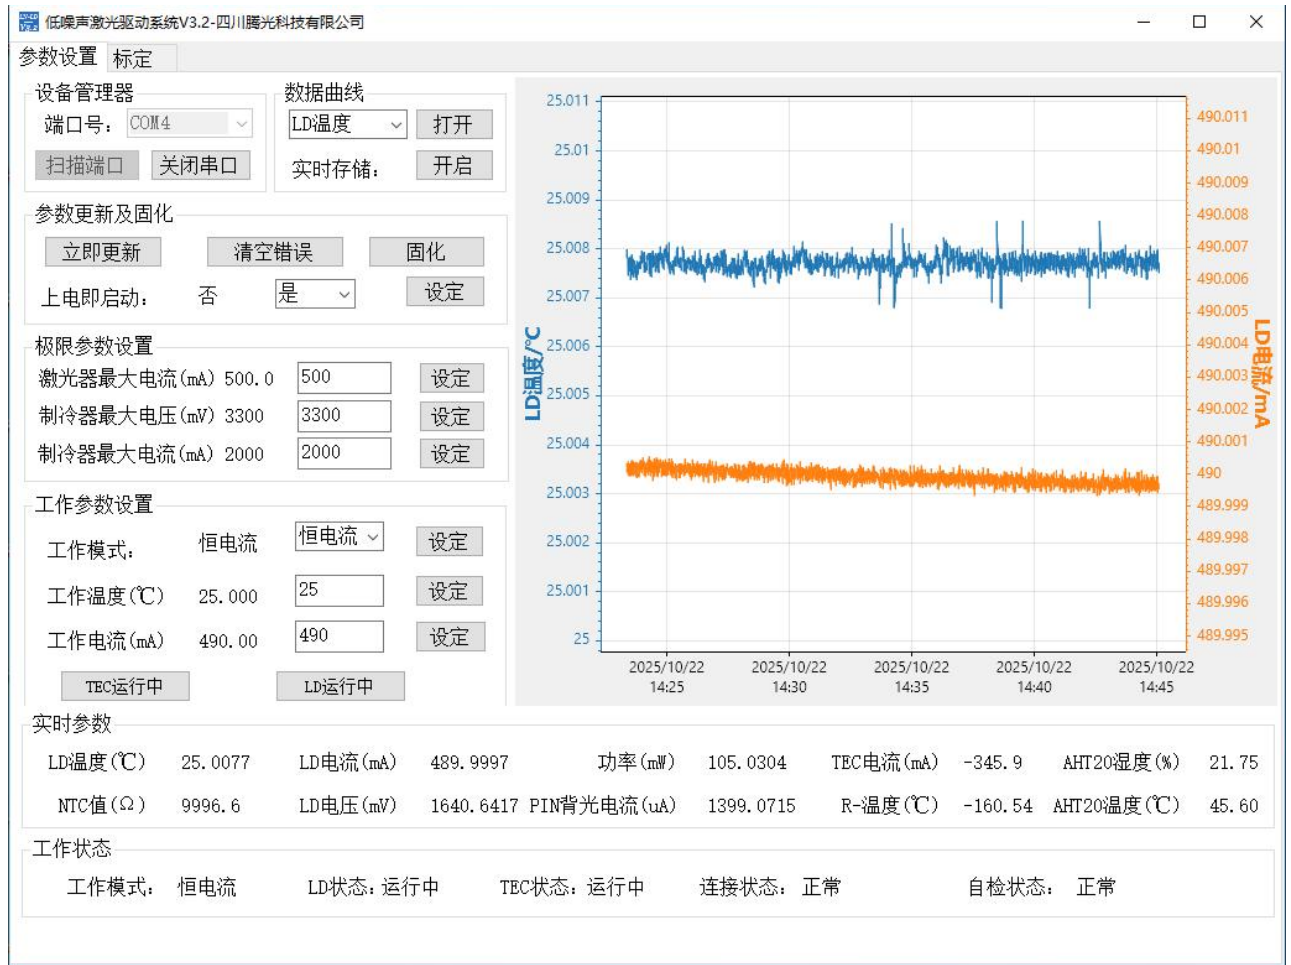 低噪声激光驱动系统V3.2-四川腾光科技有限公司
参数设置 标定
设备管理器
端口号: COM4
扫描端口 关闭串口
数据曲线
LD温度 打开
实时存储: 开启
参数更新及固化
立即更新 清空错误 固化
上电即启动: 否 是 设定
极限参数设置
激光器最大电流(mA) 500.0 500 设定
制冷器最大电压(mV) 3300 3300 设定
制冷器最大电流(mA) 2000 2000 设定
工作参数设置
工作模式: 恒电流 恒电流 设定
工作温度(℃) 25.000 25 设定
工作电流(mA) 490.00 490 设定
TEC运行中 LD运行中
LD温度/℃
25.011
25.01
25.009
25.008
25.007
25.006
25.005
25.004
25.003
25.002
25.001
25
490.011
490.01
490.009
490.008
490.007
490.006
490.005
490.004
490.003
490.002
490.001
490
489.999
489.998
489.997
489.996
489.995
LD电流/mA
2025/10/22 2025/10/22 2025/10/22 2025/10/22 2025/10/22
14:25 14:30 14:35 14:40 14:45
实时参数
LD温度(℃) 25.0077 LD电流(mA) 489.9997 功率(mW) 105.0304 TEC电流(mA) -345.9 AHT20湿度(%) 21.75
NTC值(Ω) 9996.6 LD电压(mV) 1640.6417 PIN背光电流(uA) 1399.0715 R-温度(℃) -160.54 AHT20温度(℃) 45.60
工作状态
工作模式: 恒电流 LD状态: 运行中 TEC状态: 运行中 连接状态: 正常 自检状态: 正常